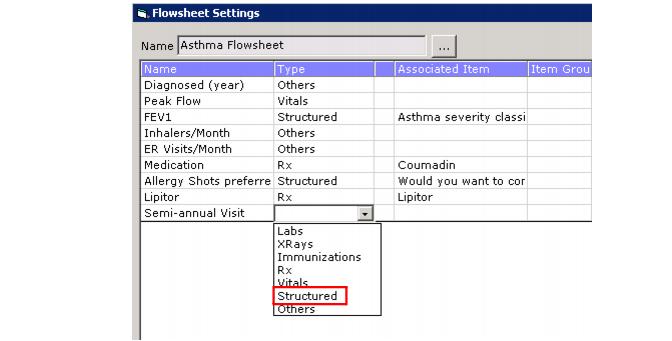 Flowsheet Settings
Name Asthma Flowsheet ...
Name Type Associated Item Item Grou
Diagnosed (year) Others
Peak Flow Vitals
FEV1 Structured Asthma severity classi
Inhalers/Month Others
ER Visits/Month Others
Medication Rx Coumadin
Allergy Shots preferre Structured Would you want to cor
Lipitor Rx Lipitor
Semi-annual Visit
Labs
XRays
Immunizations
Rx
Vitals
Structured
Others